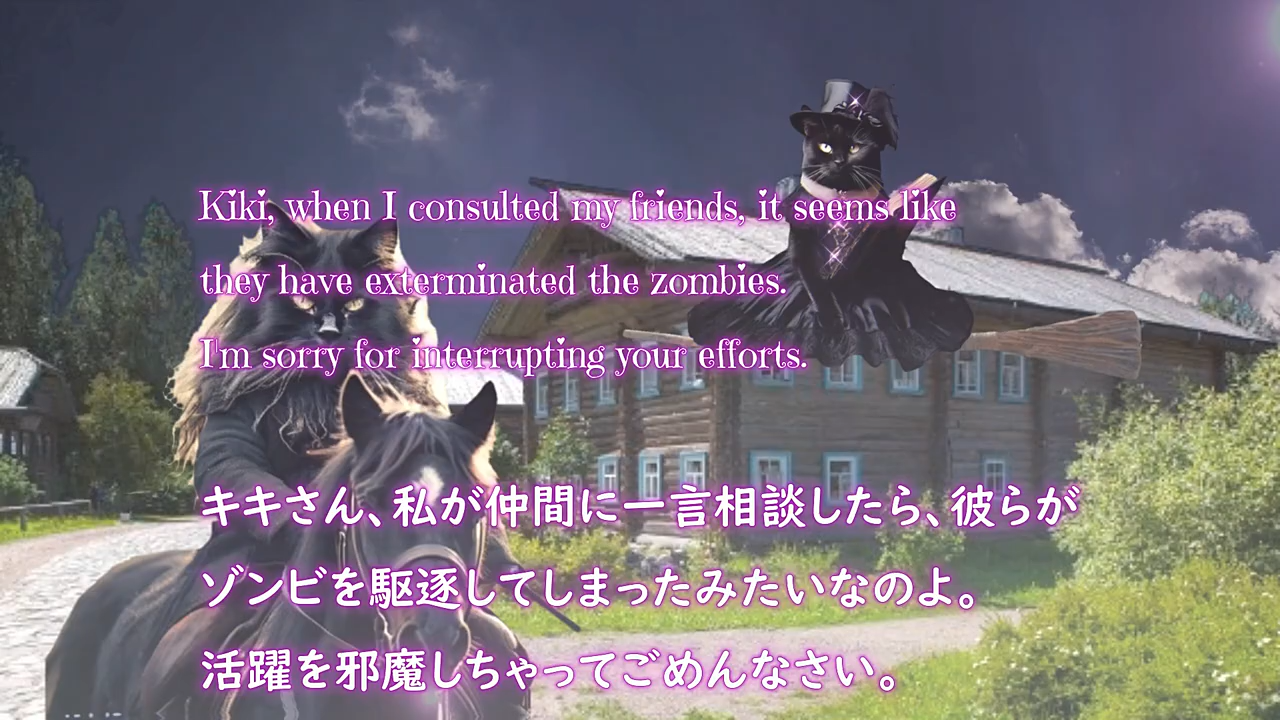 Kiki, when I consulted my friends, it seems like
they have exterminated the zombies.
I'm sorry for interrupting your efforts.
キキさん、私が仲間に一言相談したら、彼らが
ゾンビを駆逐してしまったみたいなのよ。
活躍を邪魔しちゃってごめんなさい。